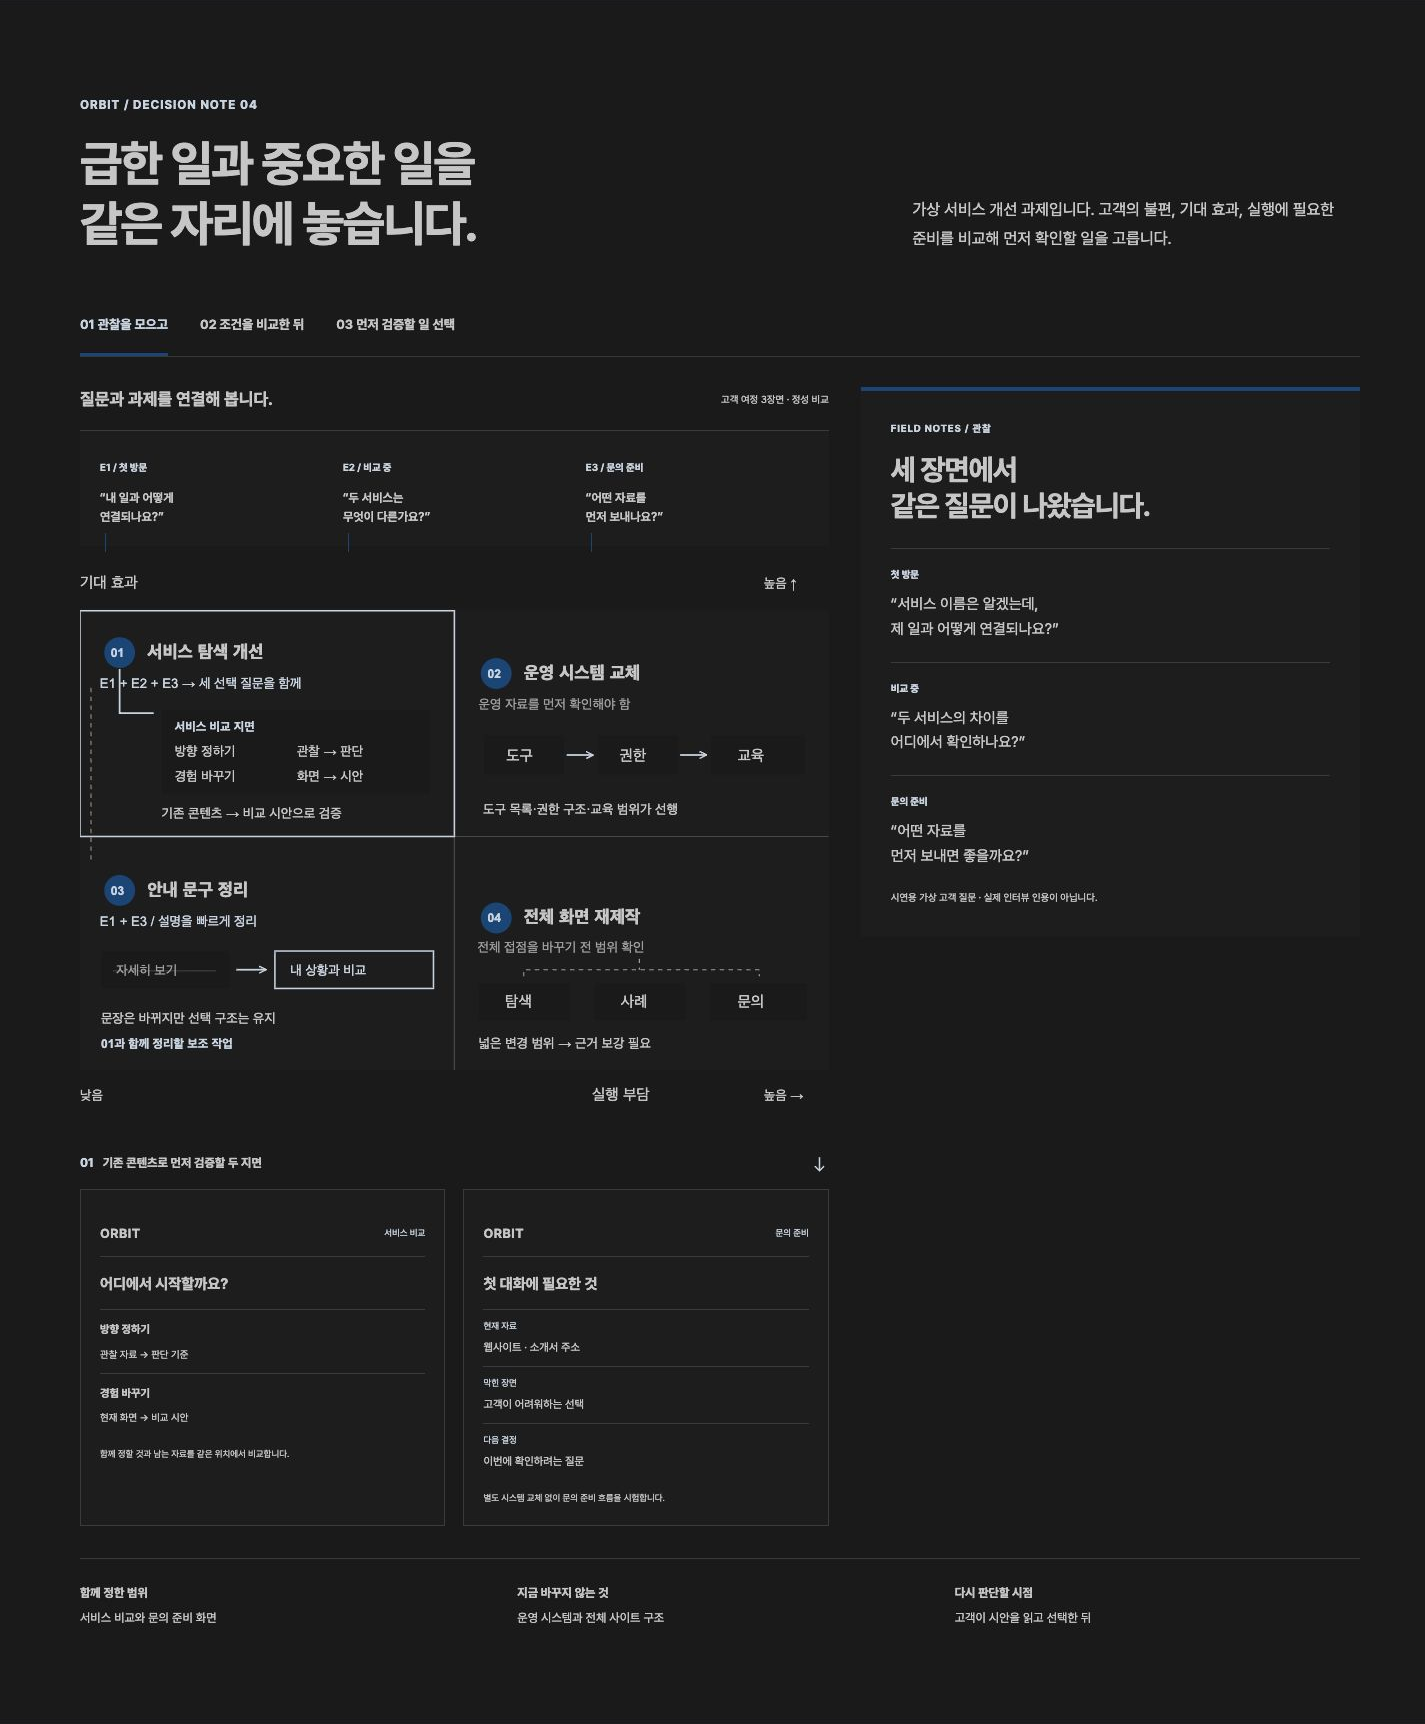 ORBIT / DECISION NOTE 04
급한 일과 중요한 일을
같은 자리에 놓습니다.
가상 서비스 개선 과제입니다. 고객의 불편, 기대 효과, 실행에 필요한
준비를 비교해 먼저 확인할 일을 고릅니다.
01 관찰을 모으고
02 조건을 비교한 뒤
03 먼저 검증할 일 선택
질문과 과제를 연결해 봅니다.
고객 여정 3장면 · 정성 비교
E1 / 첫 방문
“내 일과 어떻게
연결되나요?”
E2 / 비교 중
“두 서비스는
무엇이 다른가요?”
E3 / 문의 준비
“어떤 자료를
먼저 보내나요?”
기대 효과
높음 ↑
01 서비스 탐색 개선
E1 + E2 + E3 → 세 선택 질문을 함께
서비스 비교 지면
방향 정하기 관찰 → 판단
경험 바꾸기 화면 → 시안
기존 콘텐츠 → 비교 시안으로 검증
02 운영 시스템 교체
운영 자료를 먼저 확인해야 함
도구 → 권한 → 교육
도구 목록·권한 구조·교육 범위가 선행
03 안내 문구 정리
E1 + E3 / 설명을 빠르게 정리
자세히 보기 → 내 상황과 비교
문장은 바뀌지만 선택 구조는 유지
01과 함께 정리할 보조 작업
04 전체 화면 재제작
전체 접점을 바꾸기 전 범위 확인
탐색 사례 문의
넓은 변경 범위 → 근거 보강 필요
낮음
실행 부담
높음 →
FIELD NOTES / 관찰
세 장면에서
같은 질문이 나왔습니다.
첫 방문
“서비스 이름은 알겠는데,
제 일과 어떻게 연결되나요?”
비교 중
“두 서비스의 차이를
어디에서 확인하나요?”
문의 준비
“어떤 자료를
먼저 보내면 좋을까요?”
시연용 가상 고객 질문 · 실제 인터뷰 인용이 아닙니다.
01 기존 콘텐츠로 먼저 검증할 두 지면 ↓
ORBIT
서비스 비교
어디에서 시작할까요?
방향 정하기
관찰 자료 → 판단 기준
경험 바꾸기
현재 화면 → 비교 시안
함께 정할 것과 남는 자료를 같은 위치에서 비교합니다.
ORBIT
문의 준비
첫 대화에 필요한 것
현재 자료
웹사이트 · 소개서 주소
막힌 장면
고객이 어려워하는 선택
다음 결정
이번에 확인하려는 질문
별도 시스템 교체 없이 문의 준비 흐름을 시험합니다.
함께 정한 범위
서비스 비교와 문의 준비 화면
지금 바꾸지 않는 것
운영 시스템과 전체 사이트 구조
다시 판단할 시점
고객이 시안을 읽고 선택한 뒤